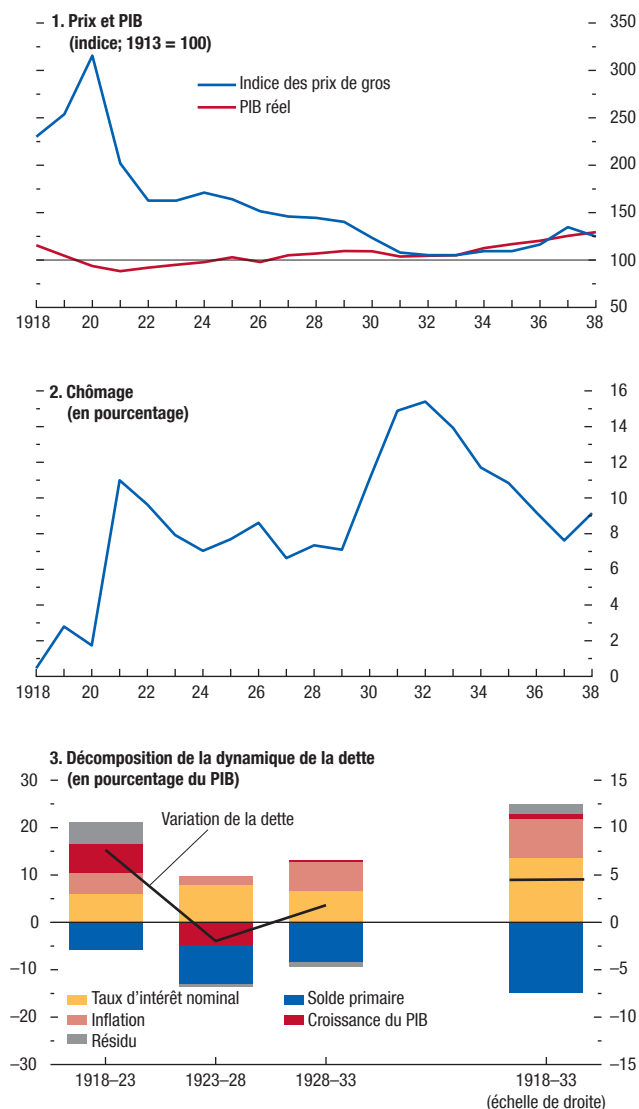 1. Prix et PIB
(indice; 1913 = 100)
350
300
250
200
150
100
50
Indice des prix de gros
PIB réel
1918 20 22 24 26 28 30 32 34 36 38
2. Chômage
(en pourcentage)
16
14
12
10
8
6
4
2
0
1918 20 22 24 26 28 30 32 34 36 38
3. Décomposition de la dynamique de la dette
(en pourcentage du PIB)
30 15
20 10
Variation de la dette
10 5
0 0
–10 –5
Taux d'intérêt nominal Solde primaire
–20 –10
Inflation Croissance du PIB
Résidu
–30 –15
1918–23 1923–28 1928–33 1918–33
(échelle de droite)